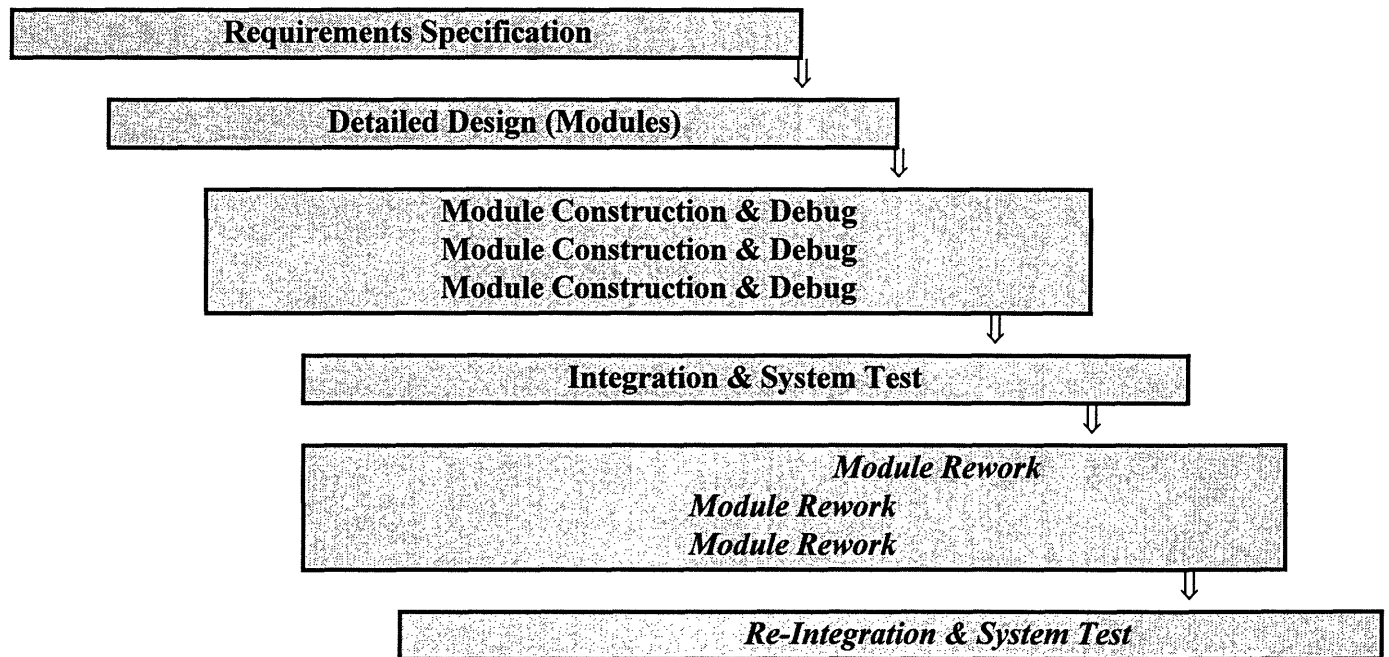 Requirements Specification
Detailed Design (Modules)
Module Construction & Debug
Module Construction & Debug
Module Construction & Debug
Integration & System Test
Module Rework
Module Rework
Module Rework
Re-Integration & System Test